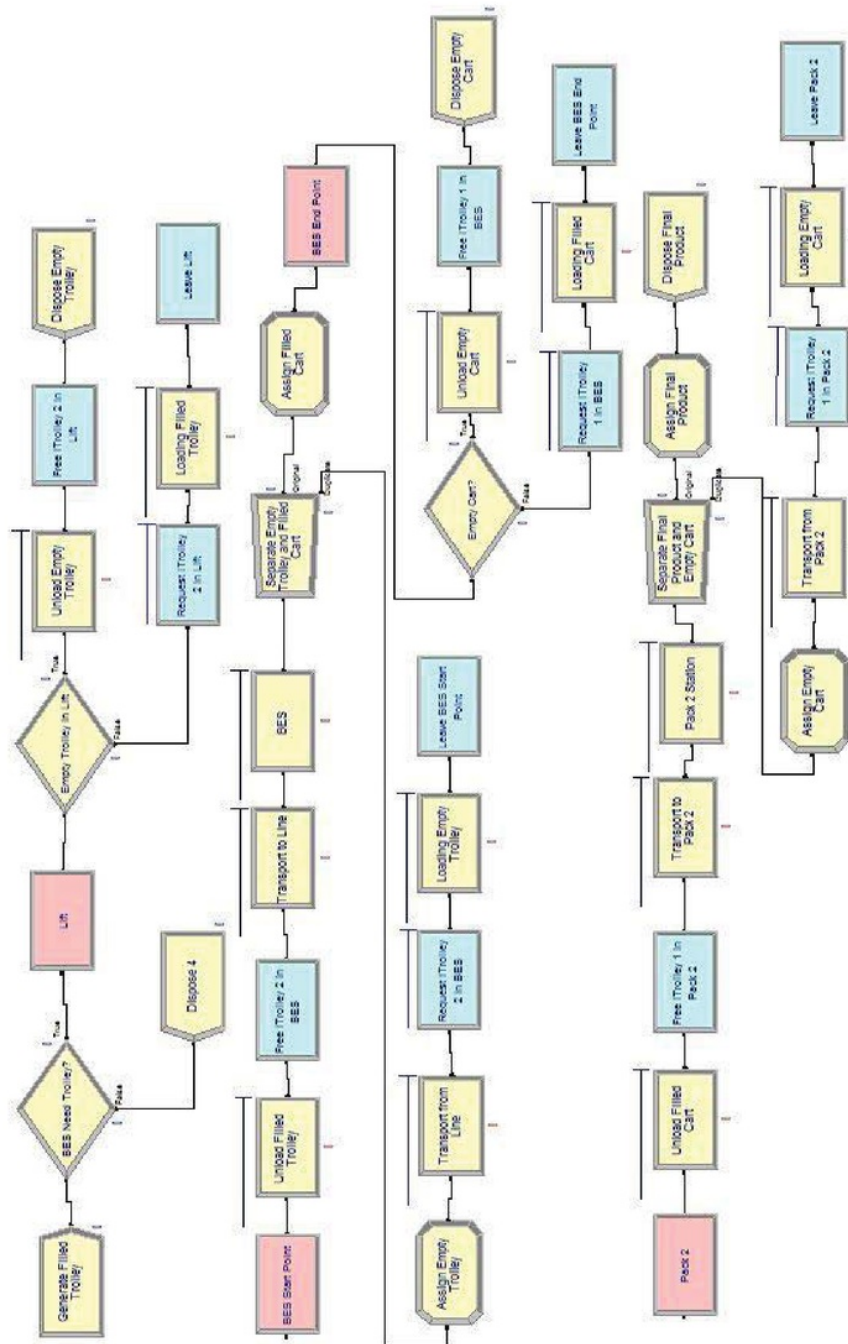 Generate Filled
Trolley
BES Need Trolley?
True
False
Dispose 4
Lift
Empty Trolley in Lift
True
False
Unload Empty
Trolley
Free iTrolley 2 in
Lift
Dispose Empty
Trolley
Request iTrolley
2 in Lift
Loading Filled
Trolley
Leave Lift
BES Start Point
Unload Filled
Trolley
Free iTrolley 2 in
BES
Transport to Line
BES
Separate Empty
Trolley and Filled
Cart
Original
Duplicate
Assign Filled
Cart
BES End Point
Assign Empty
Trolley
Transport from
Line
Request iTrolley
2 in BES
Loading Empty
Trolley
Leave BES Start
Point
Empty Cart?
True
False
Unload Empty
Cart
Free iTrolley 1 in
BES
Dispose Empty
Cart
Request iTrolley
1 in BES
Loading Filled
Cart
Leave BES End
Point
Pack 2
Unload Filled
Cart
Free iTrolley 1 in
Pack 2
Transport to
Pack 2
Pack 2 Station
Separate Final
Product and
Empty Cart
Original
Duplicate
Assign Final
Product
Dispose Final
Product
Assign Empty
Cart
Transport from
Pack 2
Request iTrolley
1 in Pack 2
Loading Empty
Cart
Leave Pack 2